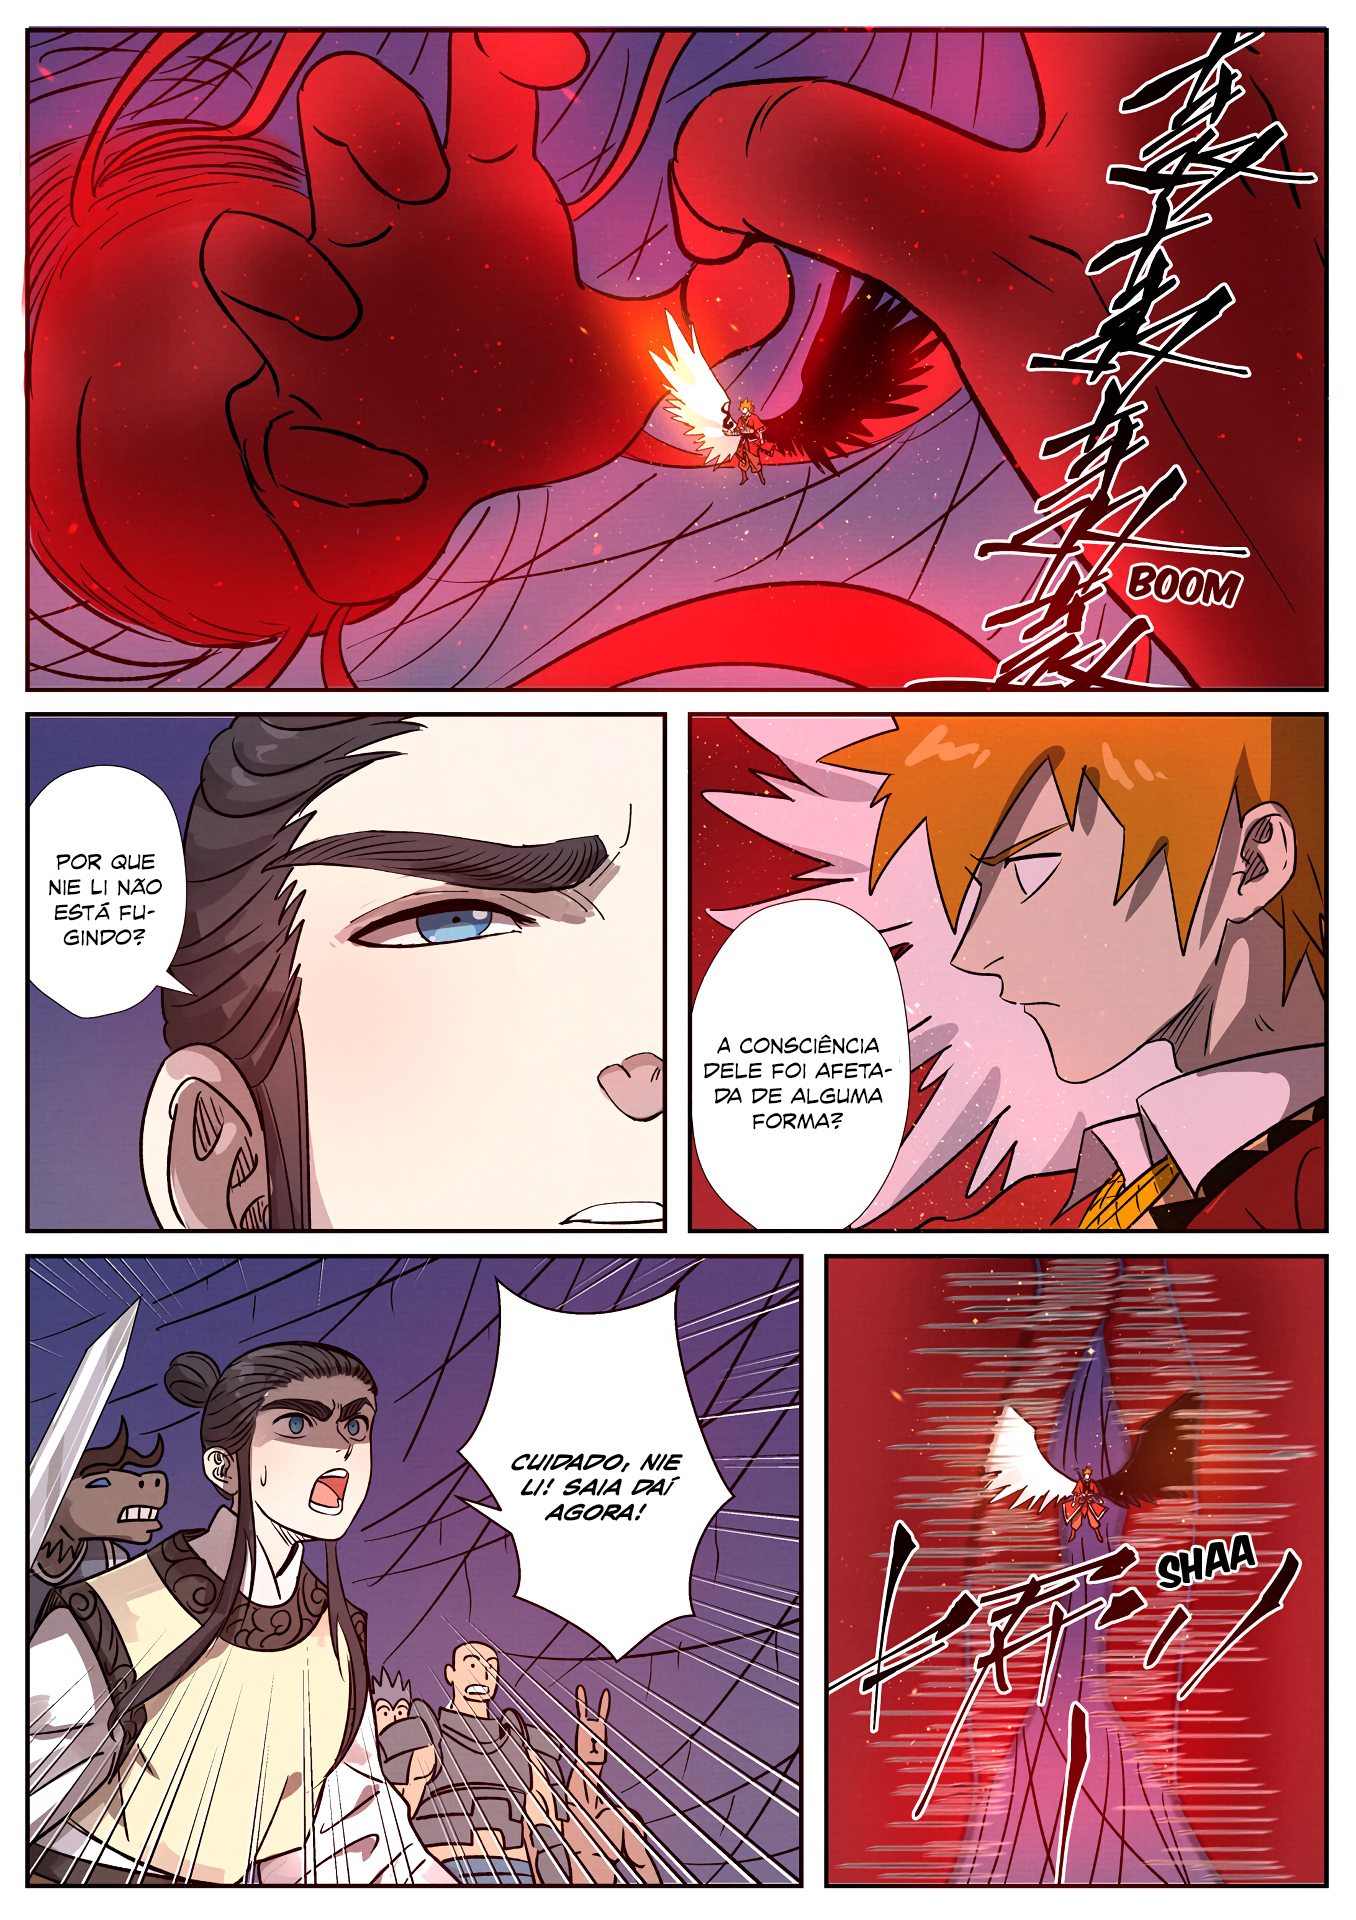 BOOM
POR QUE
NIE LI NÃO
ESTÁ FU-
GINDO?
A CONSCIÊNCIA
DELE FOI AFETA-
DA DE ALGUMA
FORMA?
CUIDADO, NIE
LI! SAIA DAÍ
AGORA!
SHAA